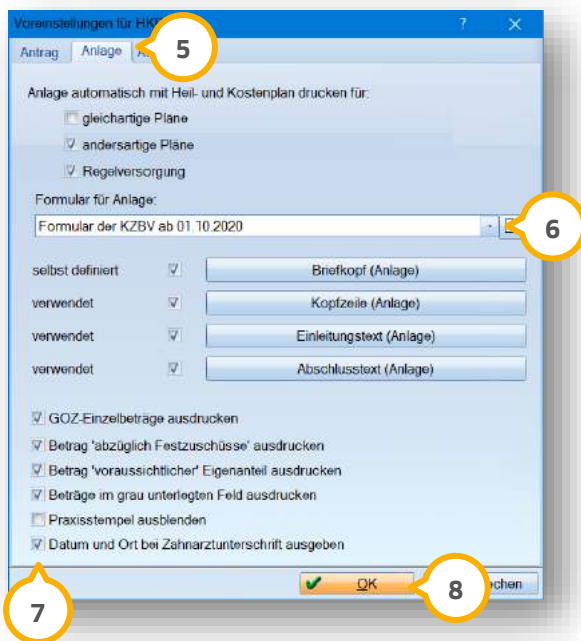 Voreinstellungen für HK
? X
Antrag Anlage A 5
Anlage automatisch mit Heil- und Kostenplan drucken für:
gleichartige Pläne
andersartige Pläne
Regelversorgung
Formular für Anlage:
Formular der KZBV ab 01.10.2020
6
selbst definiert Briefkopf (Anlage)
verwendet Kopfzeile (Anlage)
verwendet Einleitungstext (Anlage)
verwendet Abschlusstext (Anlage)
GOZ-Einzelbeträge ausdrucken
Betrag 'abzüglich Festzuschüsse' ausdrucken
Betrag 'voraussichtlicher' Eigenanteil ausdrucken
Beträge im grau unterlegten Feld ausdrucken
Praxisstempel ausblenden
Datum und Ort bei Zahnarztunterschrift ausgeben
OK 8 chen
7